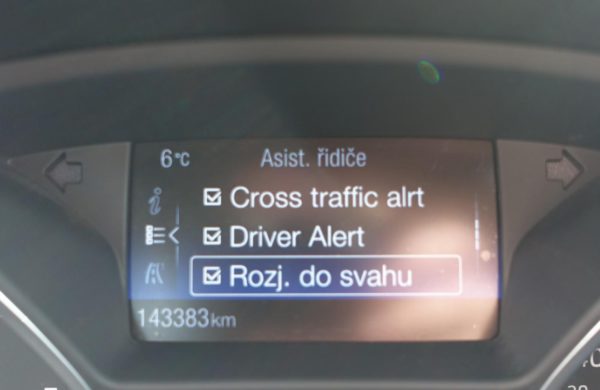 6°C Asist. řidiče
Cross traffic alrt
Driver Alert
Rozj. do svahu
143383km